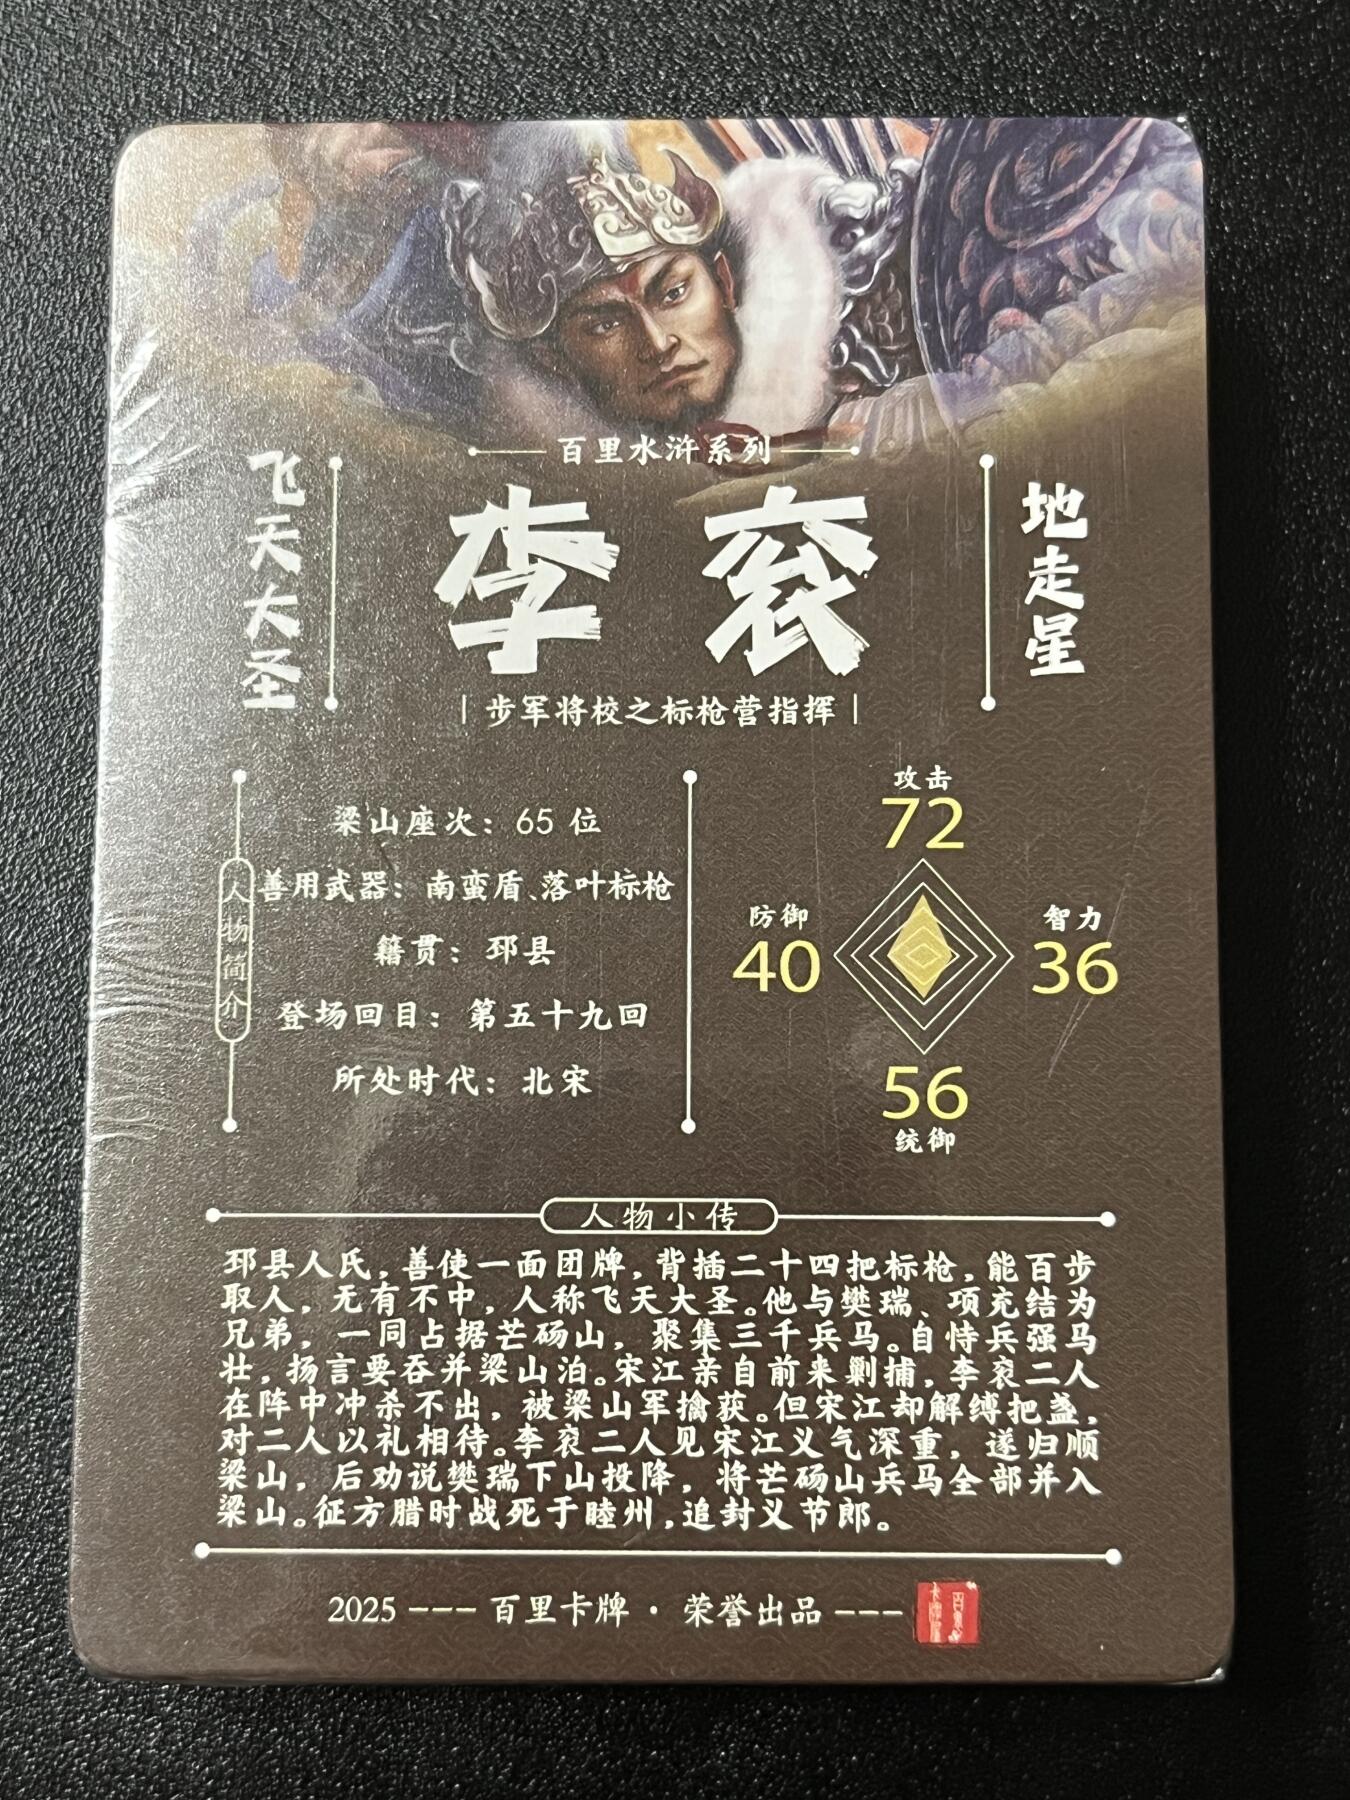 百里水浒系列
飞天大圣
李衮
地走星
步军将校之标枪营指挥
人物简介
梁山座次：65 位
善用武器：南蛮盾、落叶标枪
籍贯：邳县
登场回目：第五十九回
所处时代：北宋
攻击
72
防御
40
智力
36
56
统御
人物小传
邳县人氏，善使一面团牌，背插二十四把标枪，能百步
取人，无有不中，人称飞天大圣。他与樊瑞、项充结为
兄弟，一同占据芒砀山，聚集三千兵马。自恃兵强马
壮，扬言要吞并梁山泊。宋江亲自前来剿捕，李衮二人
在阵中冲杀不出，被梁山军擒获。但宋江却解缚把盏，
对二人以礼相待。李衮二人见宋江义气深重，遂归顺
梁山，后劝说樊瑞下山投降，将芒砀山兵马全部并入
梁山。征方腊时战死于睦州，追封义节郎。
2025 --- 百里卡牌 · 荣誉出品 ---